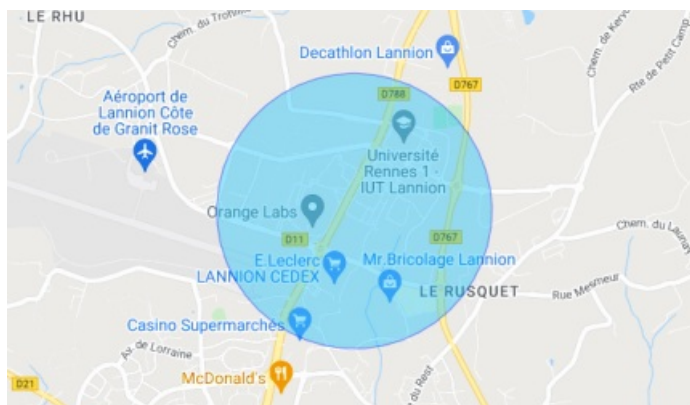 LE RHU
Chem. du Trohvill
Decathlon Lannion
D767
Chem. de Kerv
Rte de Petit Camp
D788
Aéroport de
Lannion Côte
de Granit Rose
Université
Rennes 1 -
IUT Lannion
Orange Labs
D11
D767
Chem. du Launay
E.Leclerc
LANNION CEDEX
Mr.Bricolage Lannion
LE RUSQUET
Rue Mesmeur
Casino Supermarchés
Av. de Lorraine
McDonald's
D21
du Rest